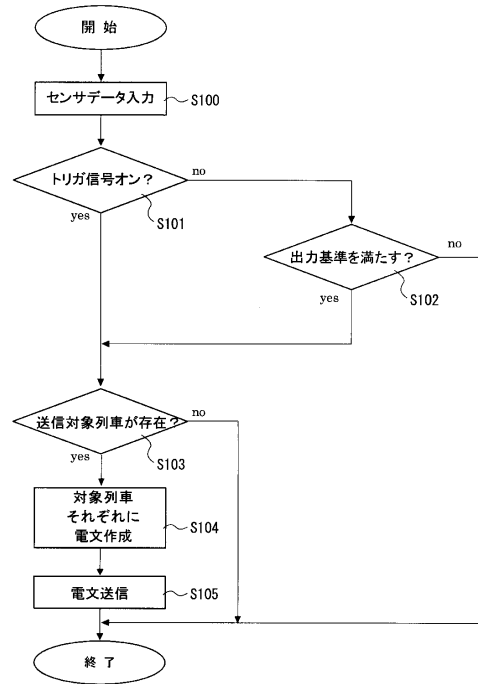 開 始
センサデータ入力
S100
トリガ信号オン？
no
yes
S101
出力基準を満たす？
no
yes
S102
送信対象列車が存在？
no
yes
S103
対象列車
それぞれに
電文作成
S104
電文送信
S105
終 了